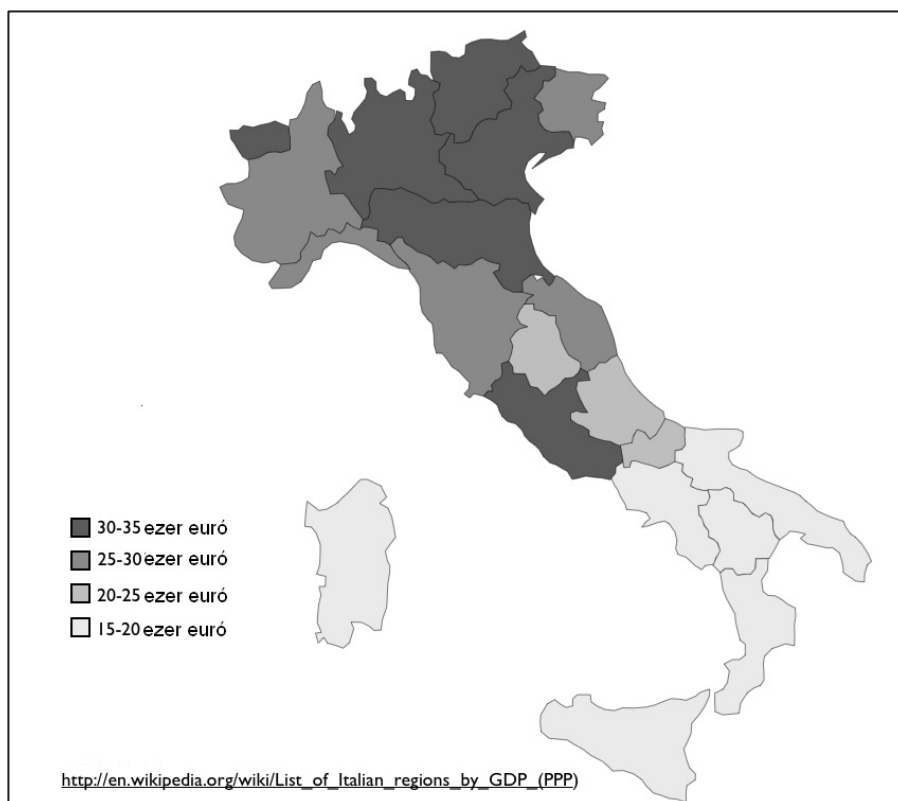 30-35 ezer euró
25-30 ezer euró
20-25 ezer euró
15-20 ezer euró
http://en.wikipedia.org/wiki/List_of_Italian_regions_by_GDP_(PPP)